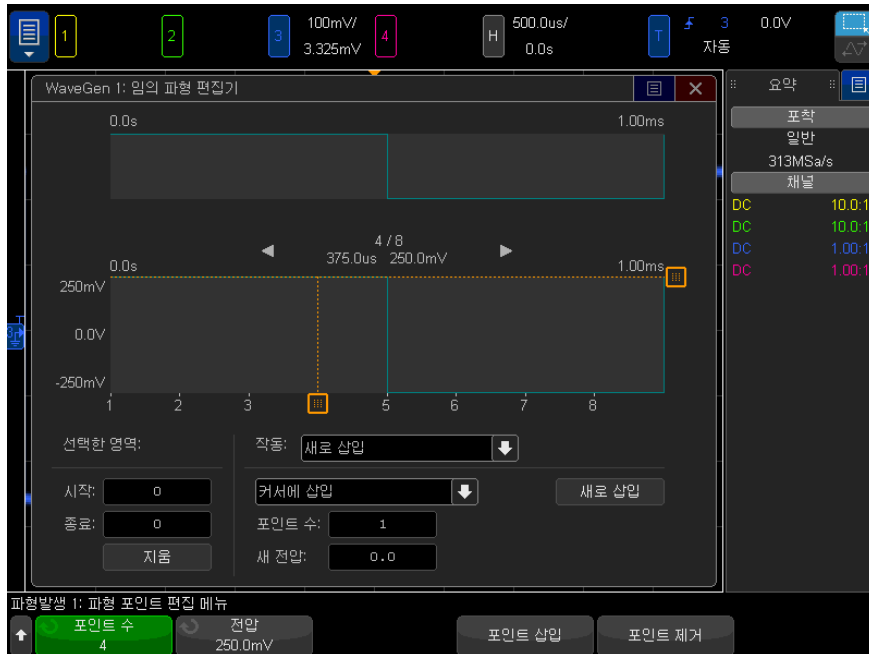 1 2 3 100mV/ 3.325mV 4 H 500.0us/ 0.0s T 3 0.0V 자동
WaveGen 1: 임의 파형 편집기
요약
포착
일반
313MSa/s
채널
DC 10.0:1
DC 10.0:1
DC 1.00:1
DC 1.00:1
0.0s 1.00ms
4 / 8
375.0us 250.0mV
0.0s 1.00ms
250mV
0.0V
-250mV
1 2 3 5 6 7 8
선택한 영역:
작동: 새로 삽입
시작: 0
커서에 삽입
새로 삽입
종료: 0
포인트 수: 1
지움
새 전압: 0.0
파형발생 1: 파형 포인트 편집 메뉴
포인트 수
4
전압
250.0mV
포인트 삽입
포인트 제거